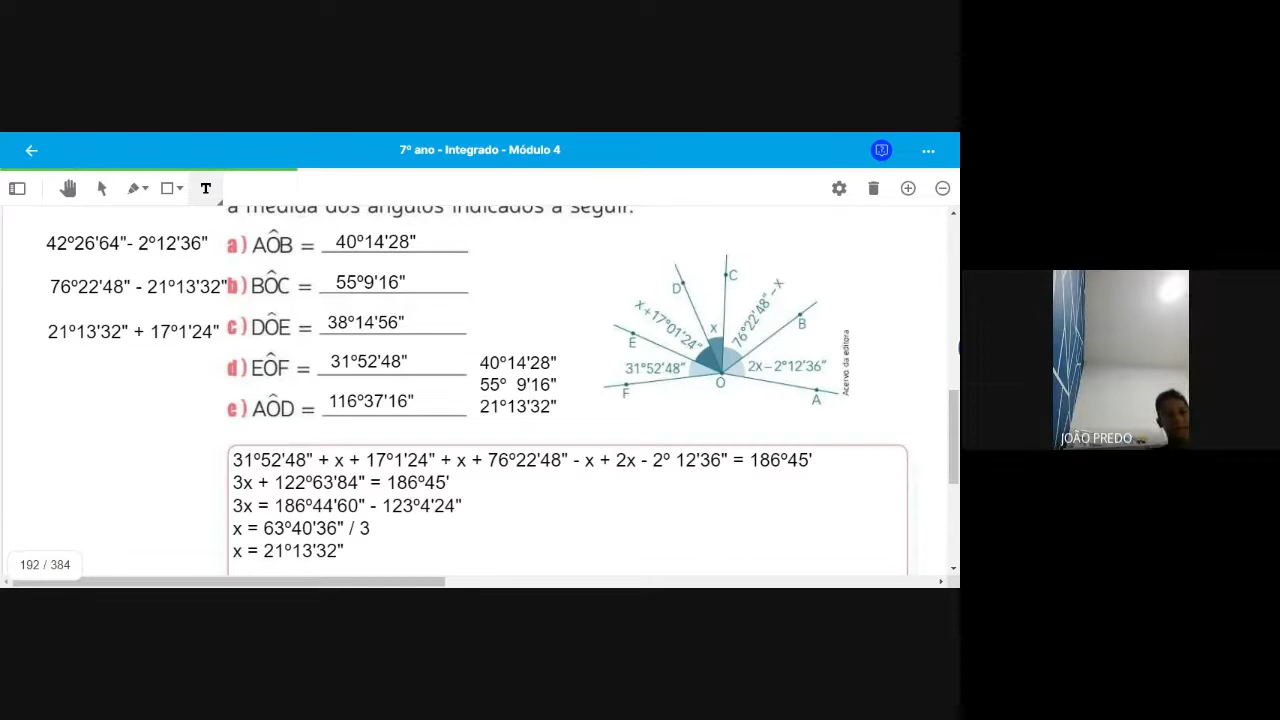 7º ano - Integrado - Módulo 4
T
a medida dos ângulos indicados a seguir.
42º26'64"- 2º12'36"
a) AÔB = 40º14'28"
76º22'48" - 21º13'32"
b) BÔC = 55º9'16"
21º13'32" + 17º1'24"
c) DÔE = 38º14'56"
d) EÔF = 31º52'48"
e) AÔD = 116º37'16"
40º14'28"
55º 9'16"
21º13'32"
D
C
B
E
F
O
A
x+17º01'24"
x
76º22'48"-x
31º52'48"
2x-2º12'36"
Acervo da editora
31º52'48" + x + 17º1'24" + x + 76º22'48" - x + 2x - 2º 12'36" = 186º45'
3x + 122º63'84" = 186º45'
3x = 186º44'60" - 123º4'24"
x = 63º40'36" / 3
x = 21º13'32"
192 / 384
JOÃO PREDO